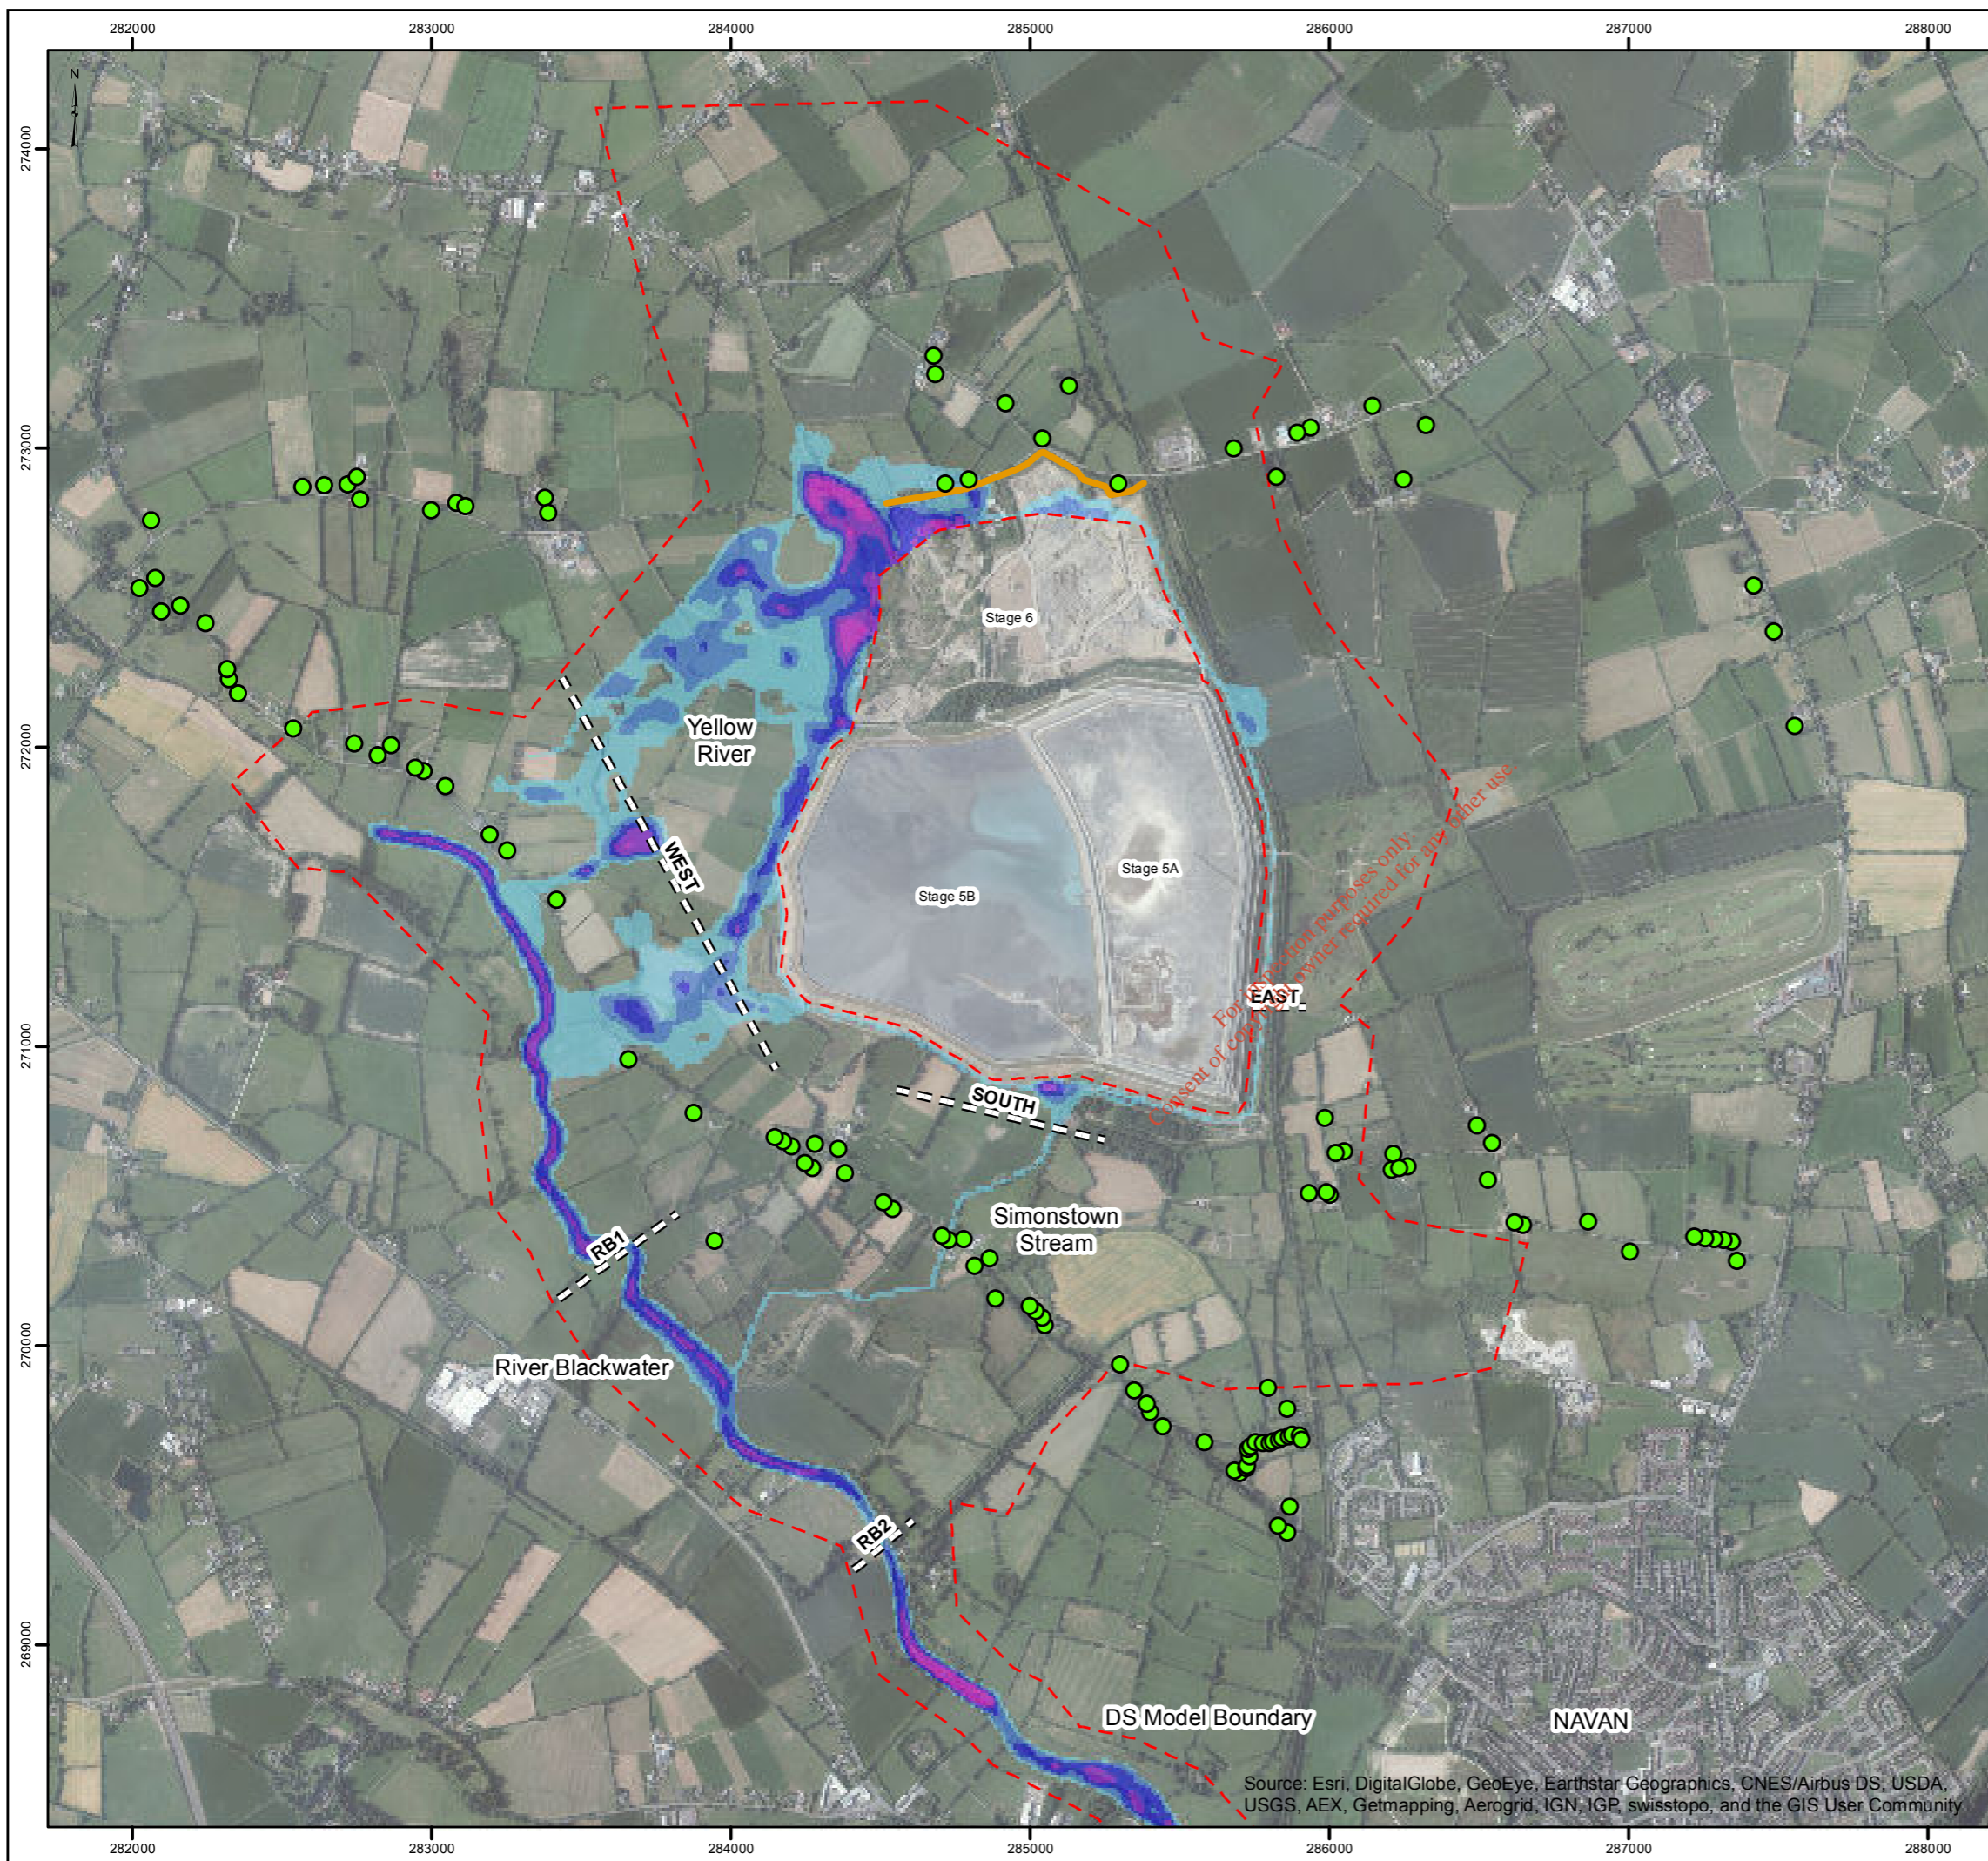 282000 283000 284000 285000 286000 287000 288000
N
274000
273000
272000
271000
270000
269000
Stage 6
Yellow
River
WEST
Stage 5A
Stage 5B
For inspection purposes only.
Consent of copyright owner required for any other use.
EAST
SOUTH
Simonstown
Stream
RB1
River Blackwater
RB2
DS Model Boundary
NAVAN
Source: Esri, DigitalGlobe, GeoEye, Earthstar Geographics, CNES/Airbus DS, USDA,
USGS, AEX, Getmapping, Aerogrid, IGN, IGP, swisstopo, and the GIS User Community
282000 283000 284000 285000 286000 287000 288000